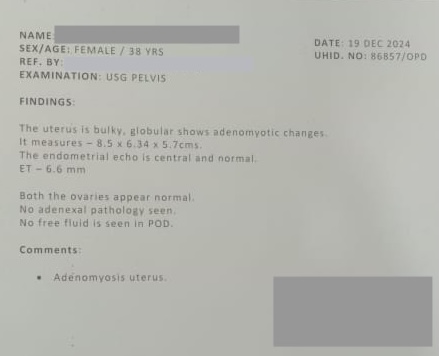 NAME:
SEX/AGE: FEMALE / 38 YRS
DATE: 19 DEC 2024
REF. BY:
UHID. NO: 86857/OPD
EXAMINATION: USG PELVIS
FINDINGS:
The uterus is bulky, globular shows adenomyotic changes.
It measures – 8.5 x 6.34 x 5.7cms.
The endometrial echo is central and normal.
ET – 6.6 mm
Both the ovaries appear normal.
No adenexal pathology seen.
No free fluid is seen in POD.
Comments:
• Adenomyosis uterus.